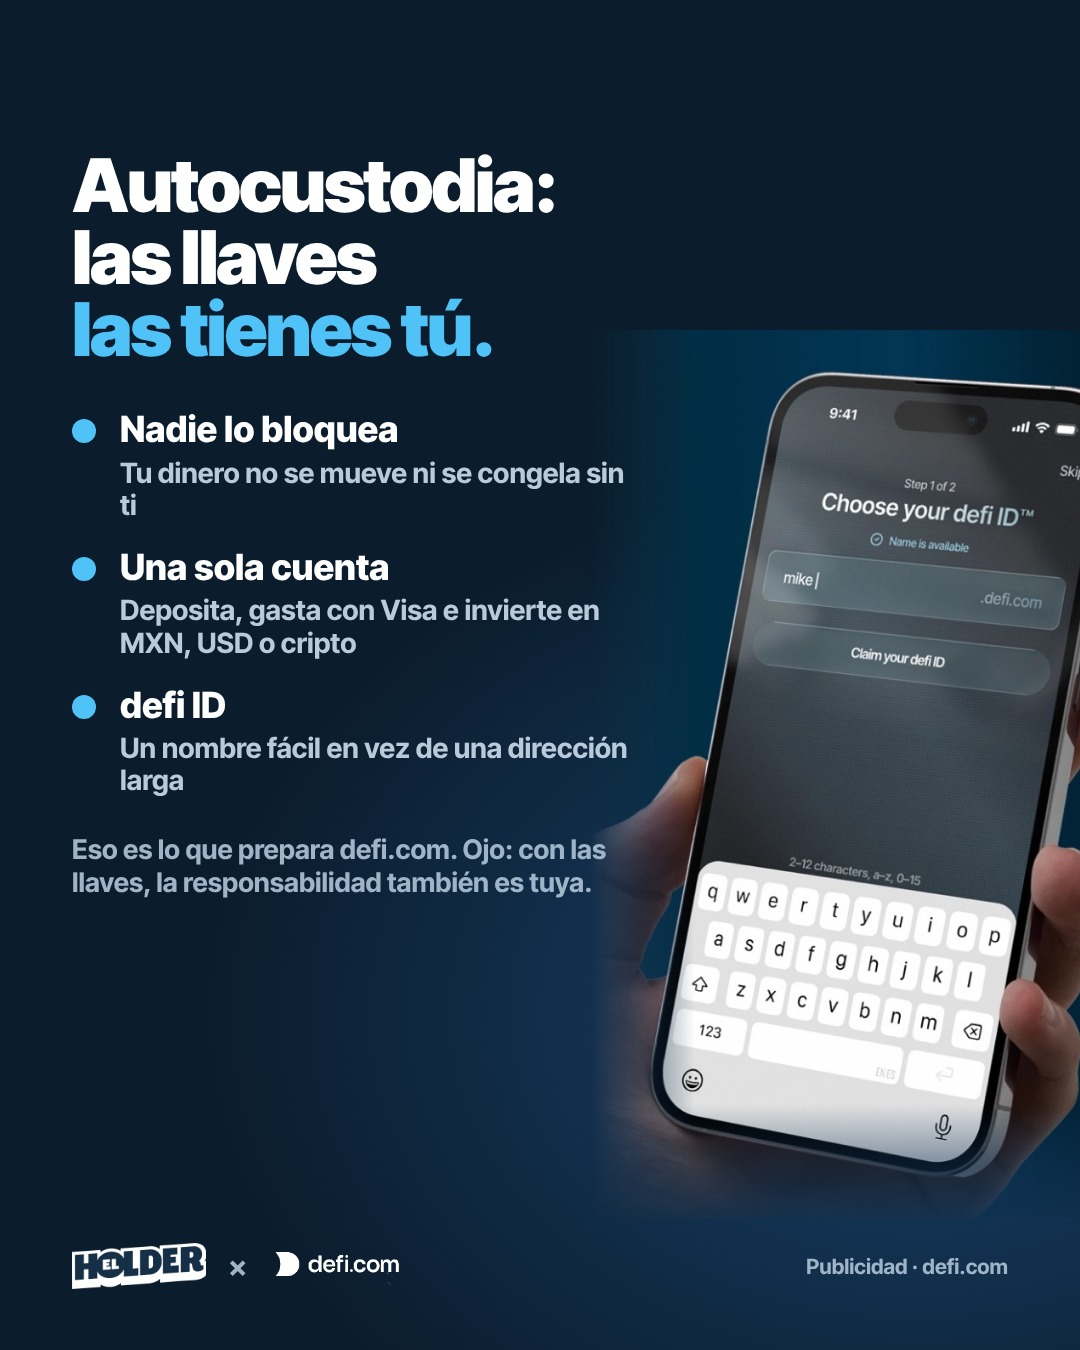 Autocustodia:
las llaves
las tienes tú.
Nadie lo bloquea
Tu dinero no se mueve ni se congela sin
ti
Una sola cuenta
Deposita, gasta con Visa e invierte en
MXN, USD o cripto
defi ID
Un nombre fácil en vez de una dirección
larga
Eso es lo que prepara defi.com. Ojo: con las
llaves, la responsabilidad también es tuya.
9:41
Skip
Step 1 of 2
Choose your defi ID™
Name is available
mike
.defi.com
Claim your defi ID
2–12 characters, a–z, 0–15
q w e r t y u i o p
a s d f g h j k l
z x c v b n m
123
EN ES
EL HOLDER × defi.com
Publicidad · defi.com